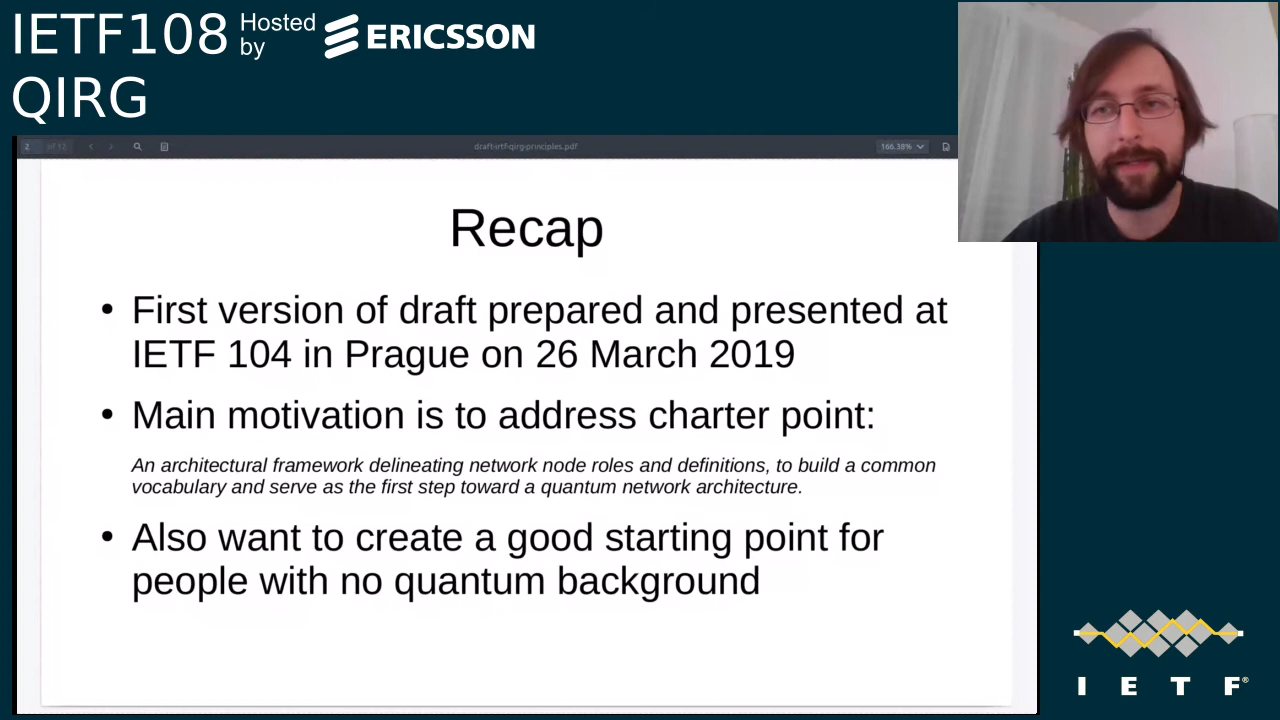 IETF108 Hosted by ERICSSON
QIRG
2 of 12 draft-irtf-qirg-principles.pdf 166.38%
Recap
• First version of draft prepared and presented at
IETF 104 in Prague on 26 March 2019
• Main motivation is to address charter point:
An architectural framework delineating network node roles and definitions, to build a common
vocabulary and serve as the first step toward a quantum network architecture.
• Also want to create a good starting point for
people with no quantum background
I E T F®